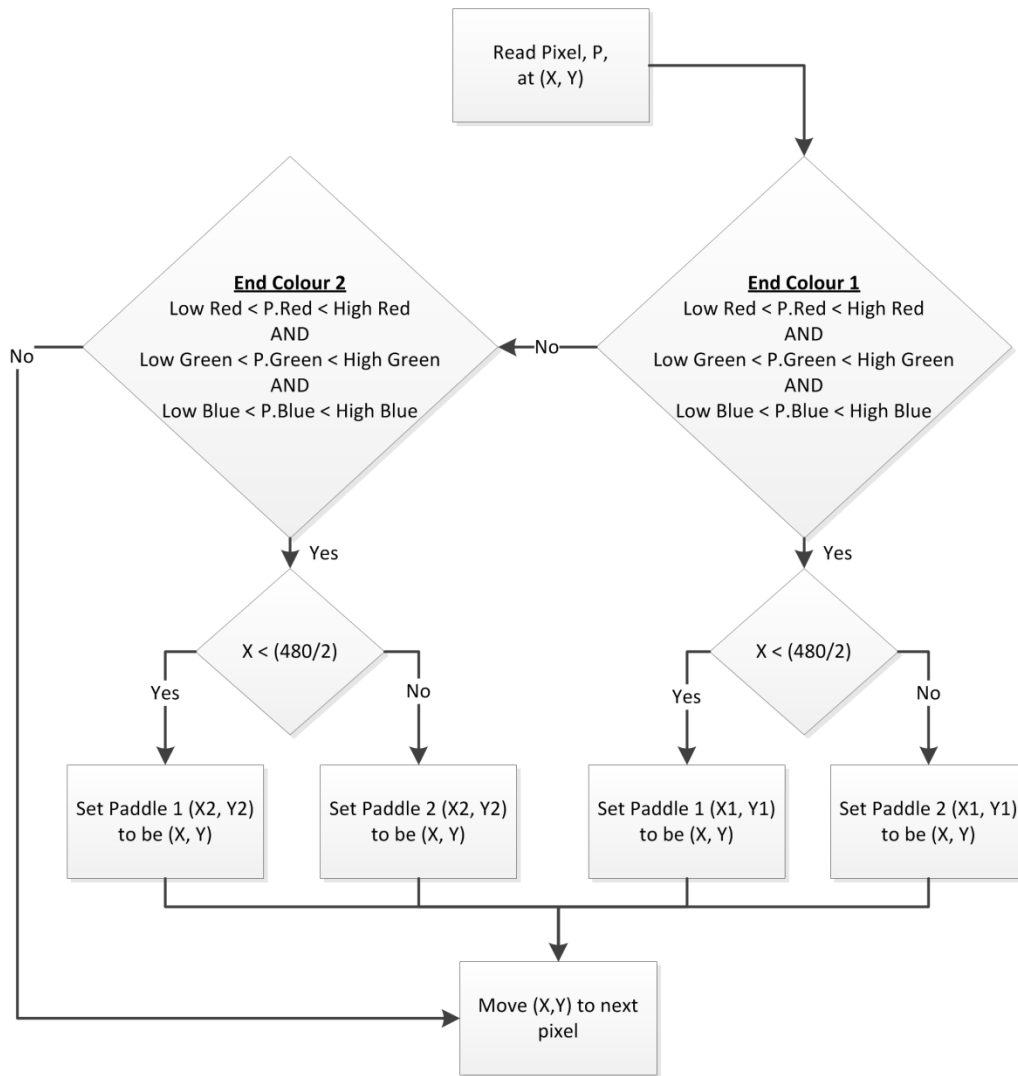 Read Pixel, P,
at (X, Y)
End Colour 1
Low Red < P.Red < High Red
AND
Low Green < P.Green < High Green
AND
Low Blue < P.Blue < High Blue
No
End Colour 2
Low Red < P.Red < High Red
AND
Low Green < P.Green < High Green
AND
Low Blue < P.Blue < High Blue
No
Yes
X < (480/2)
Yes
No
Set Paddle 1 (X2, Y2)
to be (X, Y)
Set Paddle 2 (X2, Y2)
to be (X, Y)
Yes
X < (480/2)
Yes
No
Set Paddle 1 (X1, Y1)
to be (X, Y)
Set Paddle 2 (X1, Y1)
to be (X, Y)
Move (X,Y) to next
pixel